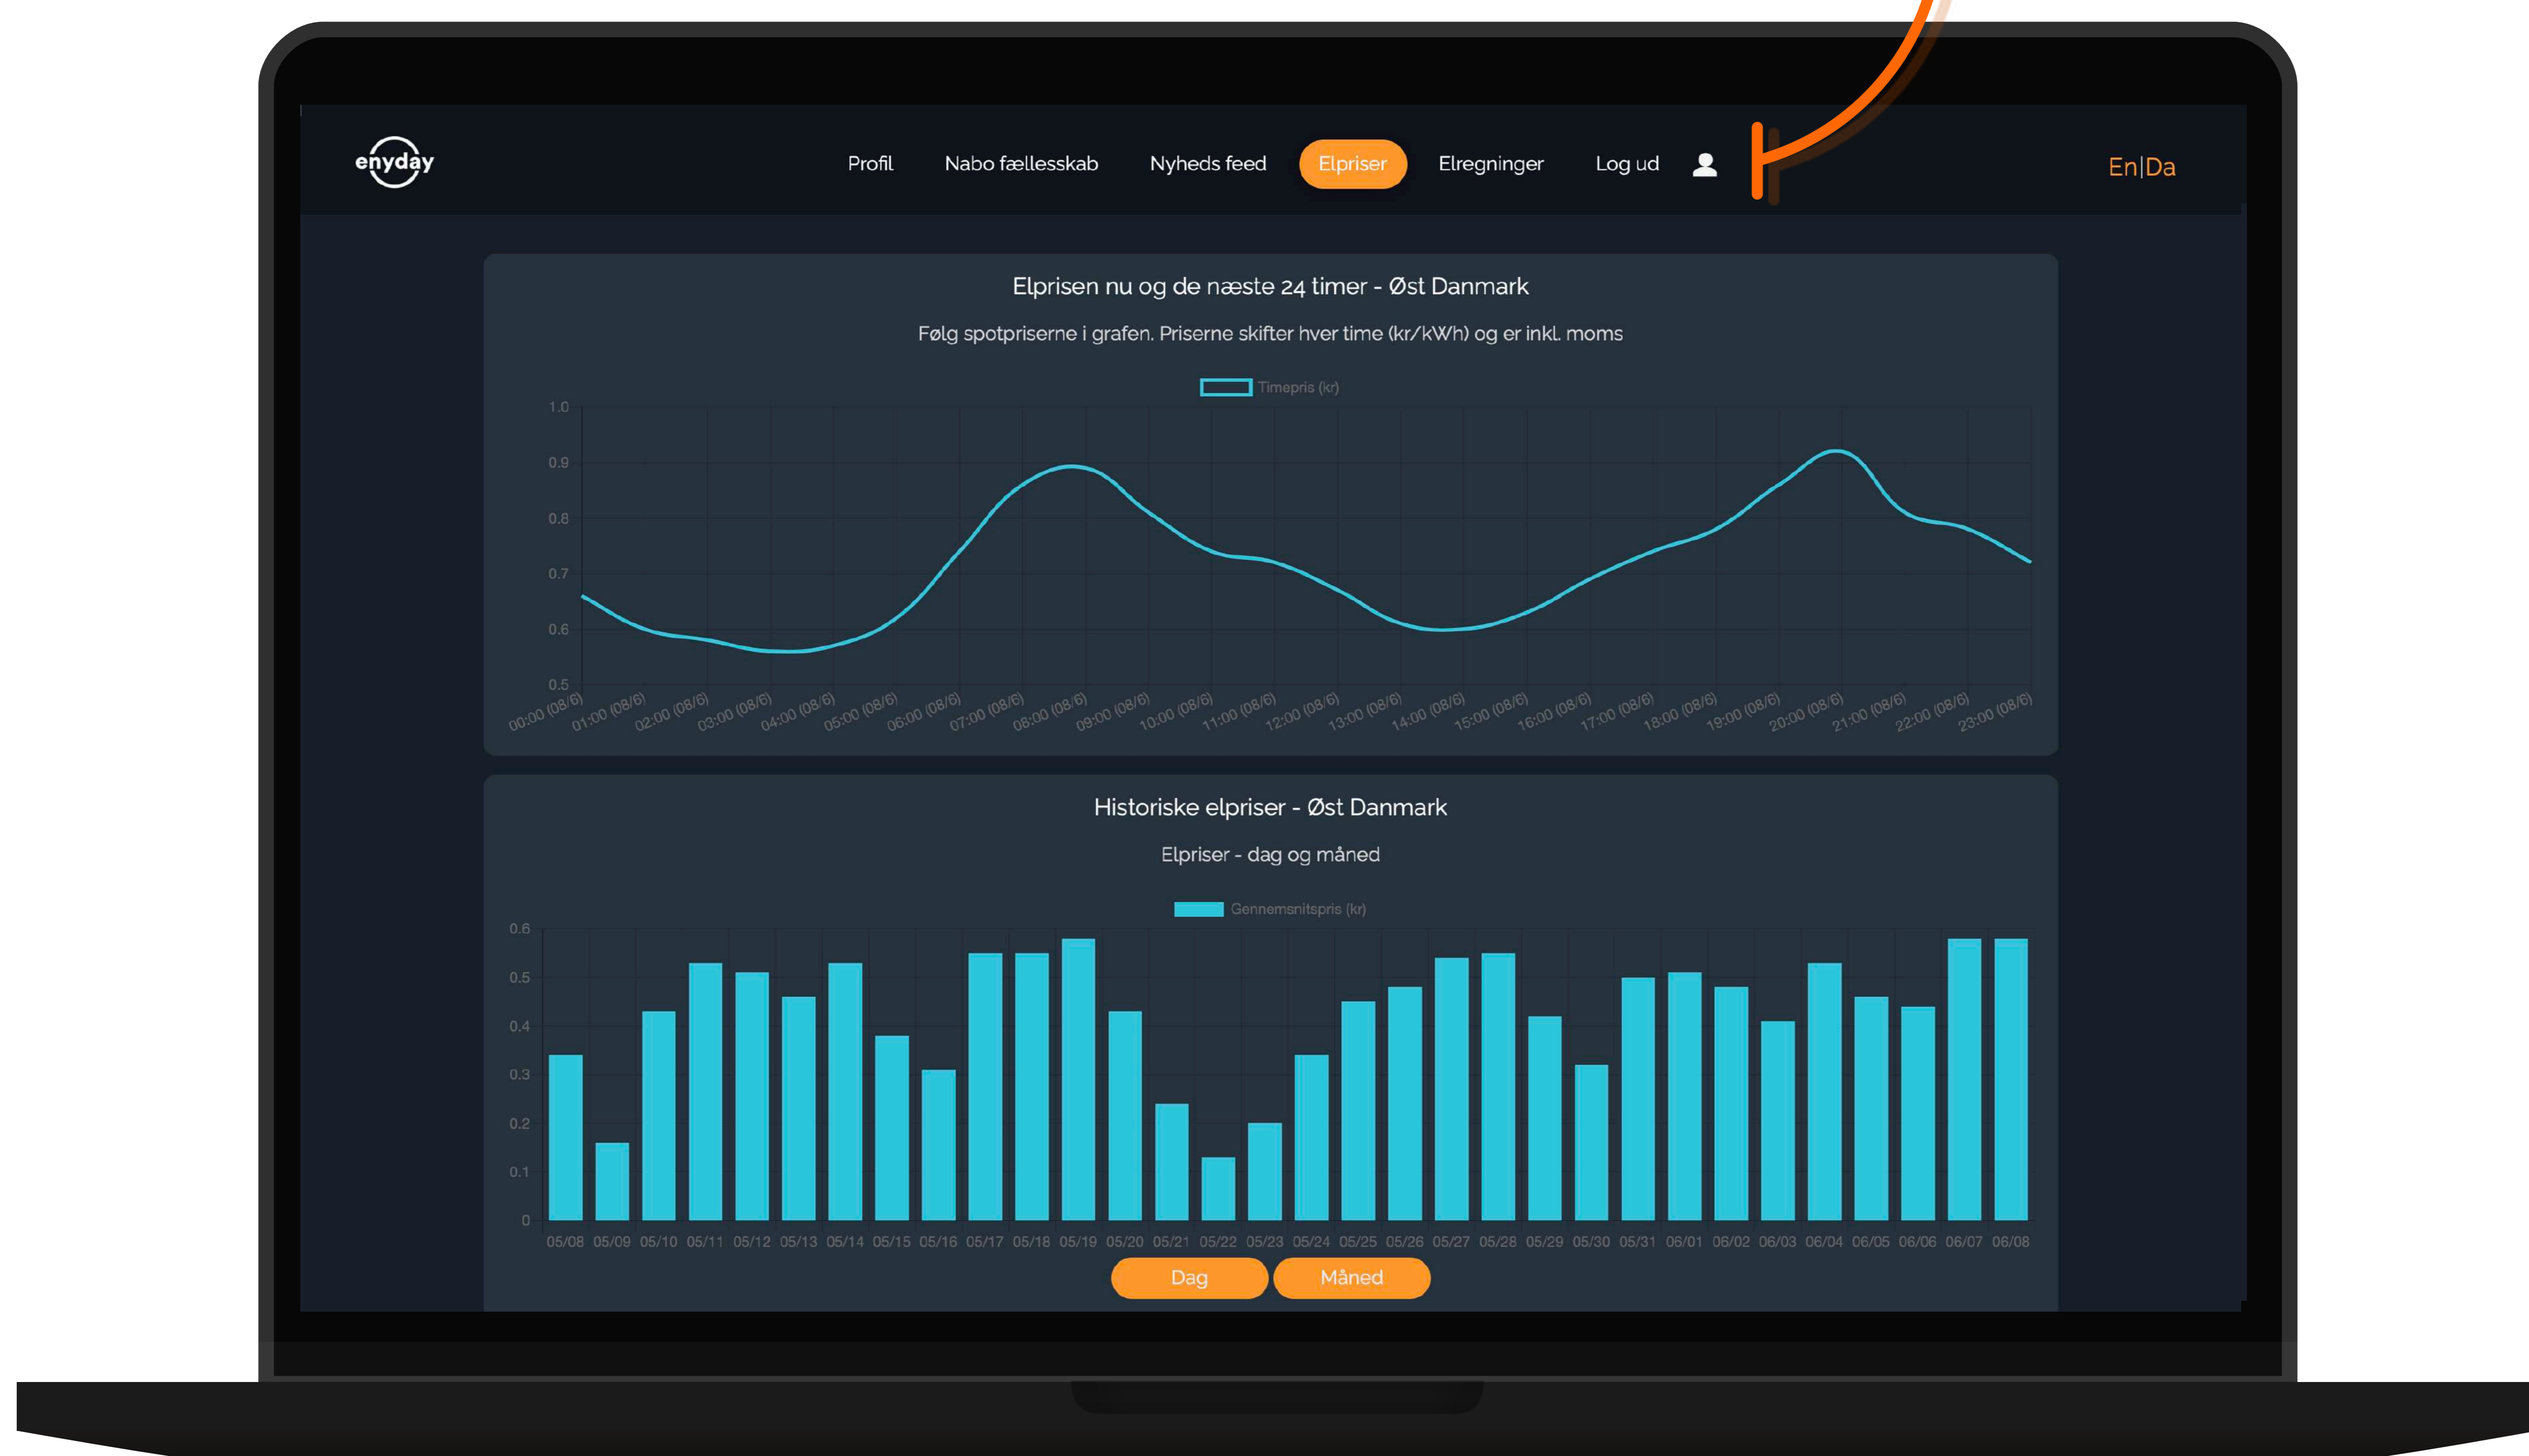 enyday
Profil Nabo fællesskab Nyheds feed Elpriser Elregninger Log ud
En|Da
Elprisen nu og de næste 24 timer - Øst Danmark
Følg spotpriserne i grafen. Priserne skifter hver time (kr/kWh) og er inkl. moms
Timepris (kr)
1.0
0.9
0.8
0.7
0.6
0.5
00:00 (08/6) 01:00 (08/6) 02:00 (08/6) 03:00 (08/6) 04:00 (08/6) 05:00 (08/6) 06:00 (08/6) 07:00 (08/6) 08:00 (08/6) 09:00 (08/6) 10:00 (08/6) 11:00 (08/6) 12:00 (08/6) 13:00 (08/6) 14:00 (08/6) 15:00 (08/6) 16:00 (08/6) 17:00 (08/6) 18:00 (08/6) 19:00 (08/6) 20:00 (08/6) 21:00 (08/6) 22:00 (08/6) 23:00 (08/6)
Historiske elpriser - Øst Danmark
Elpriser - dag og måned
Gennemsnitspris (kr)
0.6
0.5
0.4
0.3
0.2
0.1
0
05/08 05/09 05/10 05/11 05/12 05/13 05/14 05/15 05/16 05/17 05/18 05/19 05/20 05/21 05/22 05/23 05/24 05/25 05/26 05/27 05/28 05/29 05/30 05/31 06/01 06/02 06/03 06/04 06/05 06/06 06/07 06/08
Dag Måned